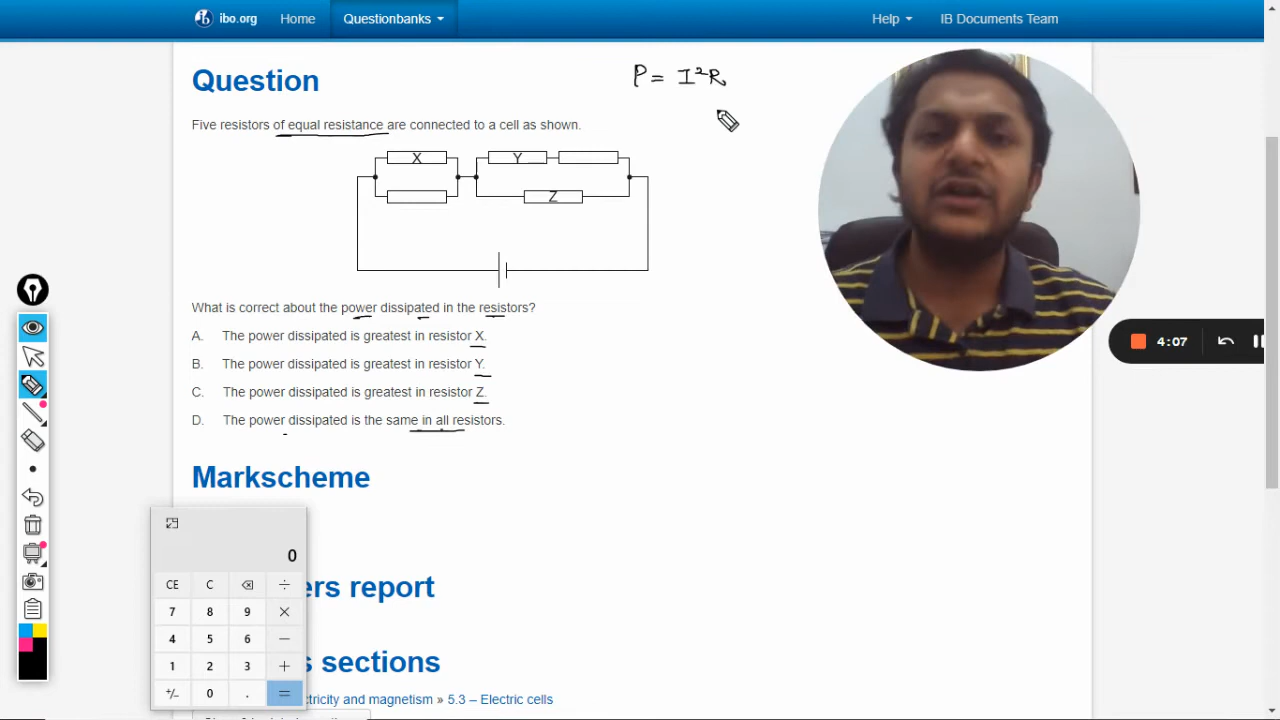 ibo.org Home Questionbanks Help IB Documents Team
Question
P = I²R
Five resistors of equal resistance are connected to a cell as shown.
X Y
Z
What is correct about the power dissipated in the resistors?
A. The power dissipated is greatest in resistor X.
B. The power dissipated is greatest in resistor Y.
C. The power dissipated is greatest in resistor Z.
D. The power dissipated is the same in all resistors.
4:07
Markscheme
0
CE C ÷
7 8 9 ×
4 5 6 −
1 2 3 +
+/− 0 . =
ers report
s sections
ctricity and magnetism » 5.3 – Electric cells